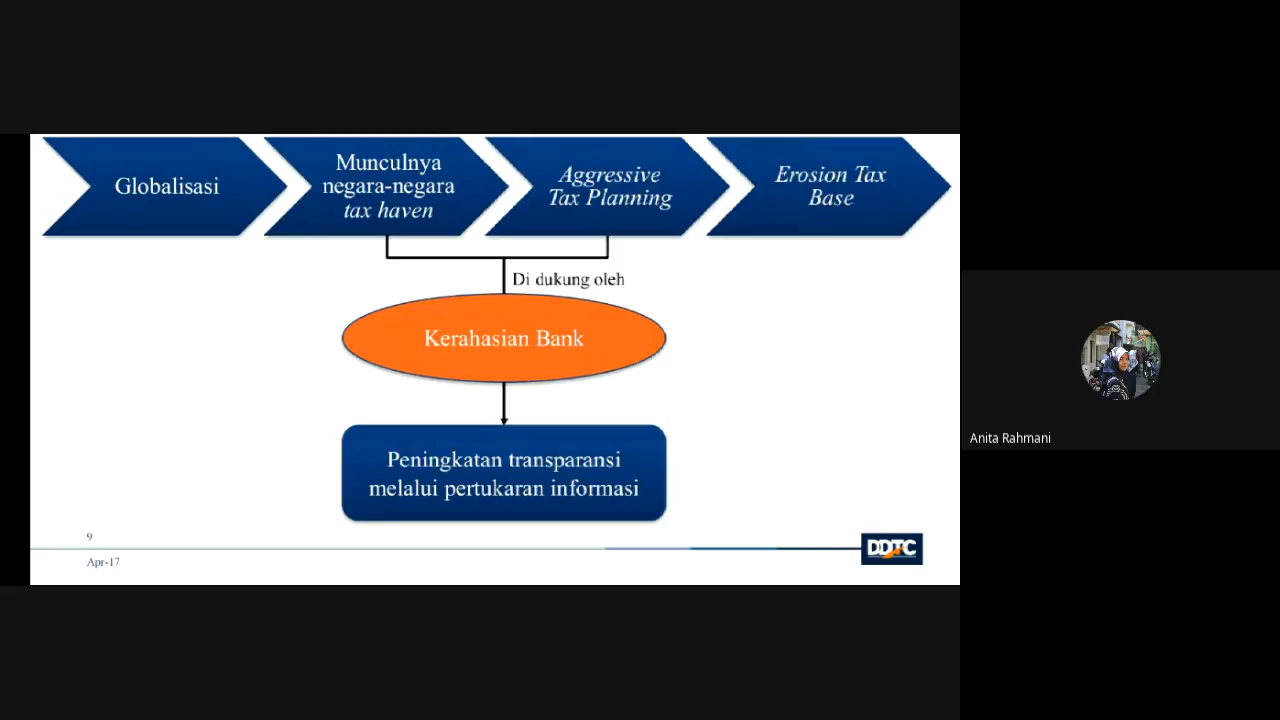 Globalisasi
Munculnya
negara-negara
tax haven
Aggressive
Tax Planning
Erosion Tax
Base
Di dukung oleh
Kerahasian Bank
Peningkatan transparansi
melalui pertukaran informasi
9
Apr-17
DDTC
Anita Rahmani